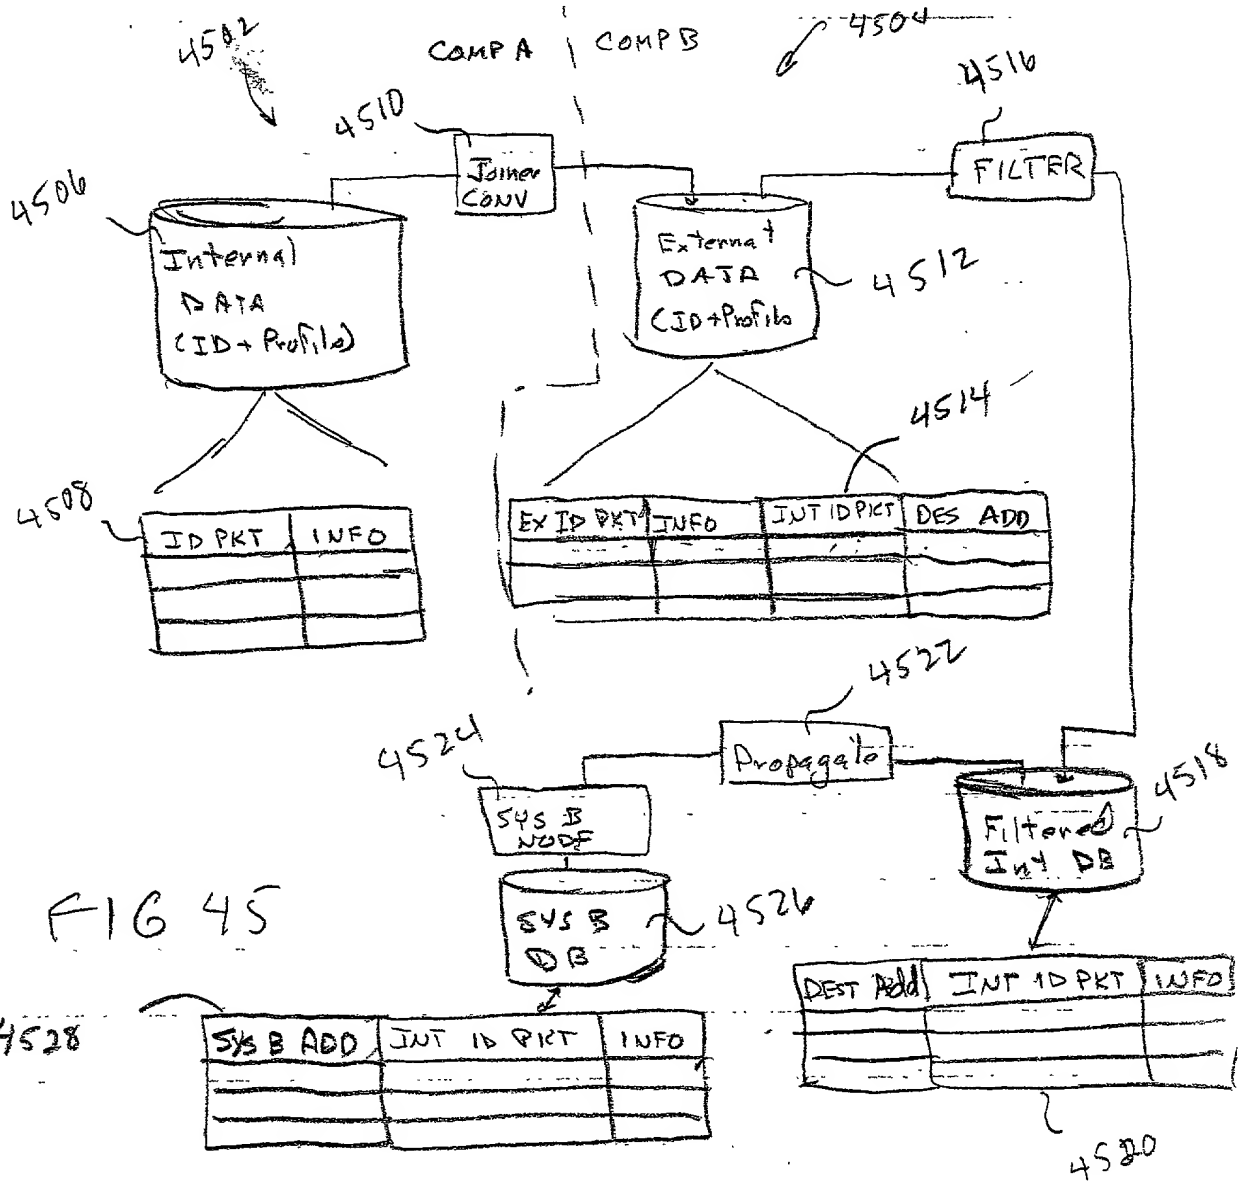 4502
COMP A
COMP B
4504
4510
4516
Joiner
CONV
FILTER
4506
Internal
DATA
(ID + Profile)
External
DATA
(ID + Profile
4512
4514
4508
ID PKT INFO
EX ID PKT INFO INT ID PKT DES ADD
4522
4524
Propagate
4518
SYS B
NODE
Filtered
Int DB
FIG 45
SYS B
DB
4526
DEST Add INT ID PKT INFO
4528
SYS B ADD INT ID PKT INFO
4520